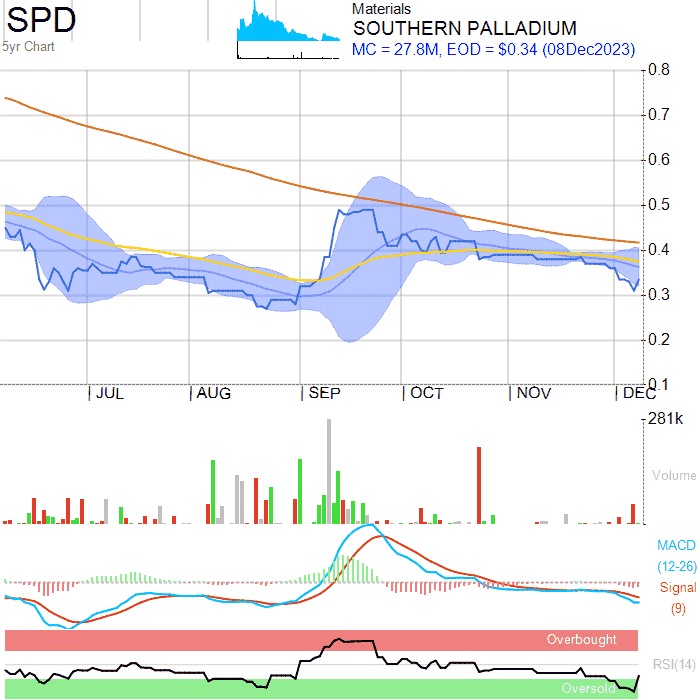 SPD
5yr Chart
Materials
SOUTHERN PALLADIUM
MC = 27.8M, EOD = $0.34 (08Dec2023)
0.8
0.7
0.6
0.5
0.4
0.3
0.2
0.1
JUL AUG SEP OCT NOV DEC
281k
Volume
MACD
(12-26)
Signal
(9)
Overbought
RSI(14)
Oversold